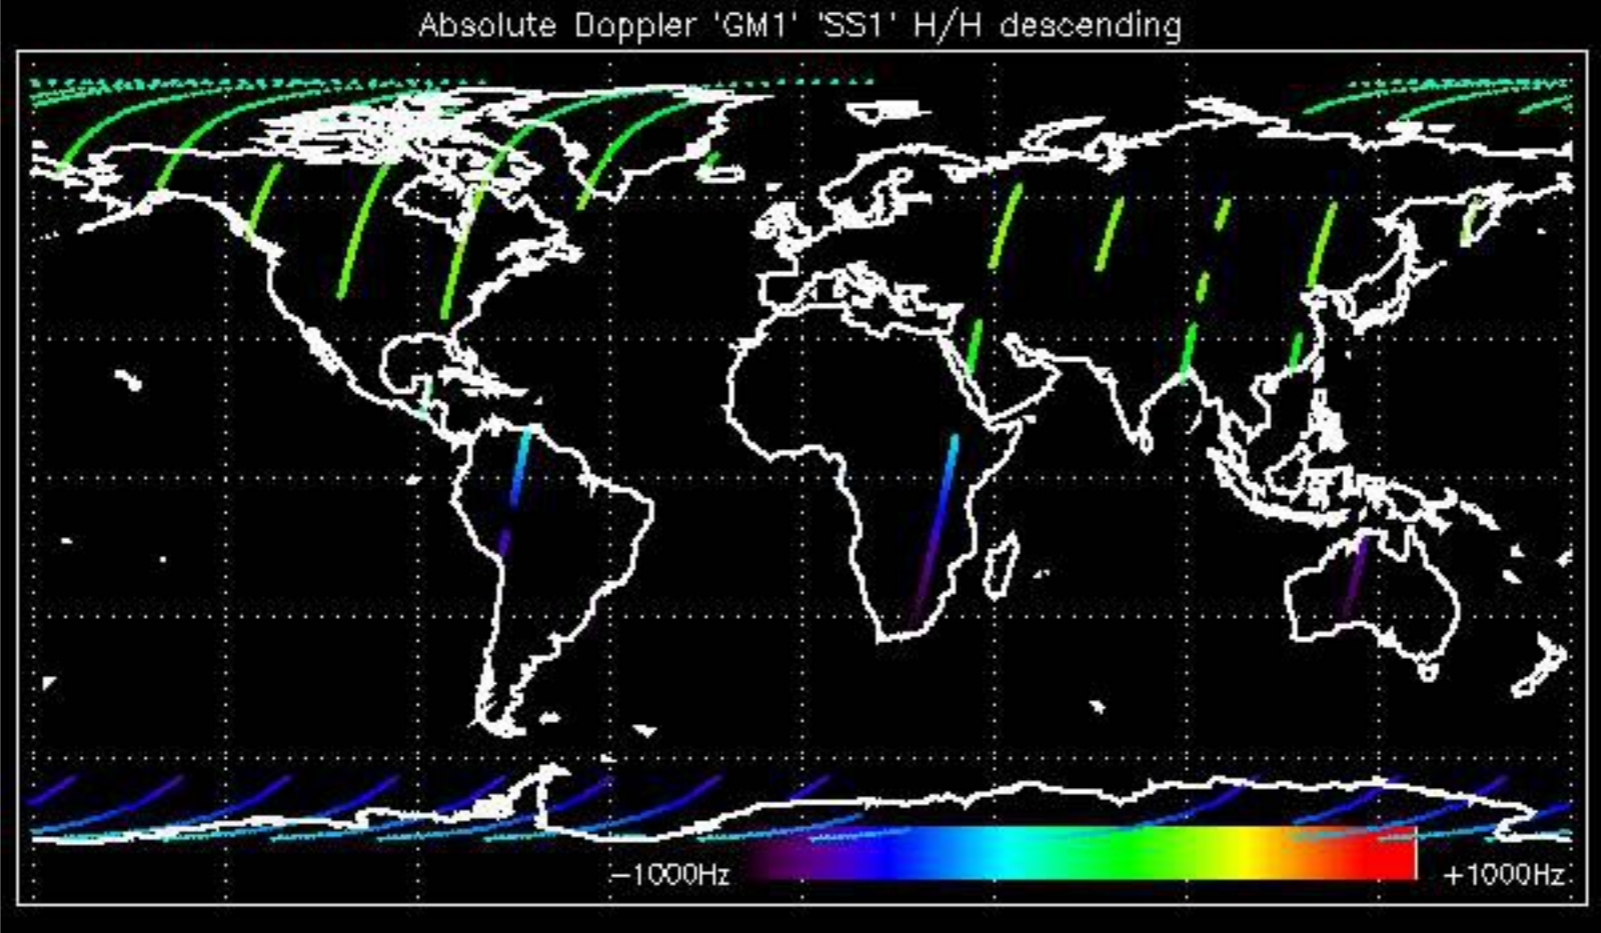 Absolute Doppler 'GM1' 'SS1' H/H descending
−1000Hz +1000Hz